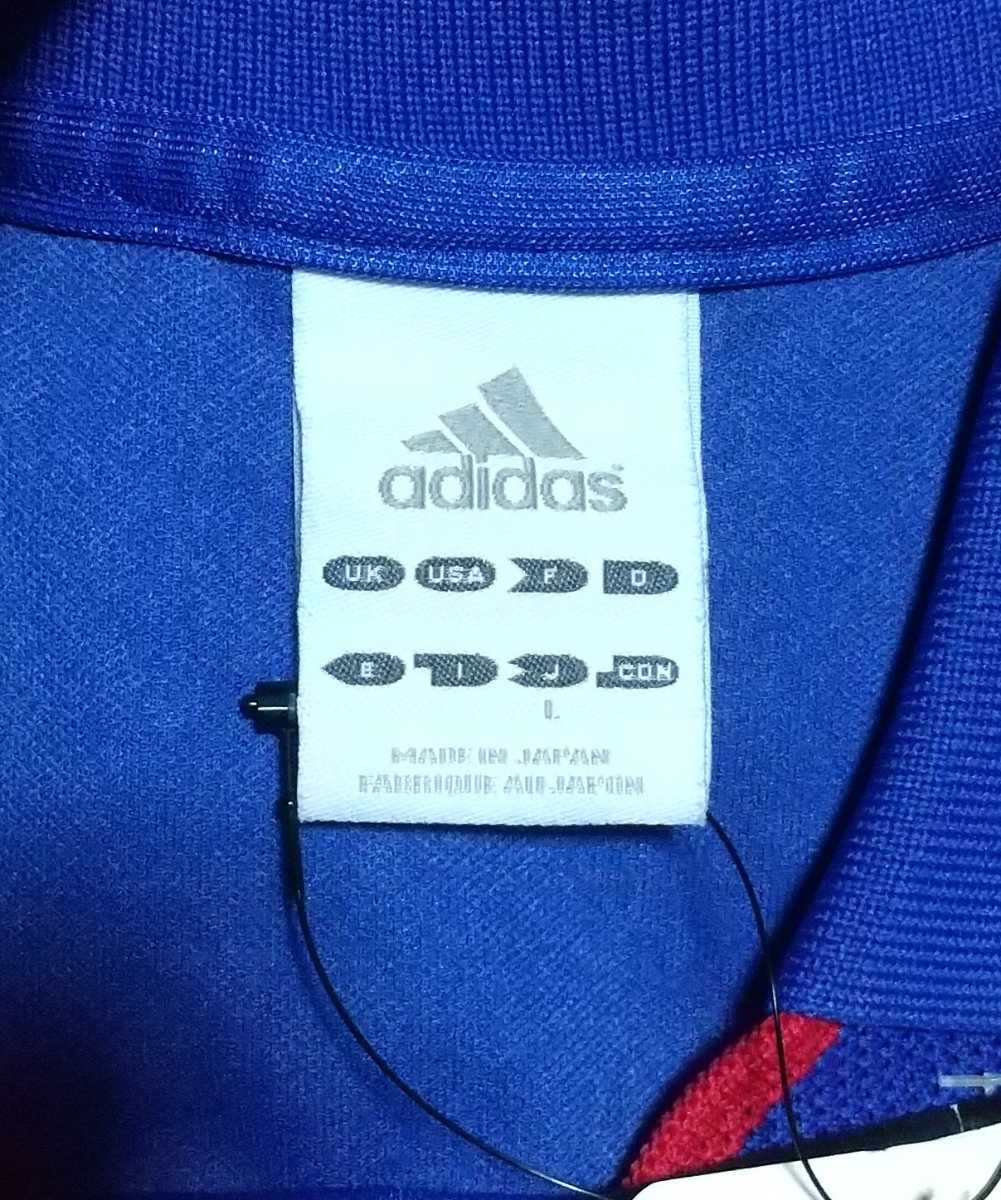 adidas
UK USA F D
E I J CDN
L
MADE IN JAPAN
FABRIQUE AU JAPON